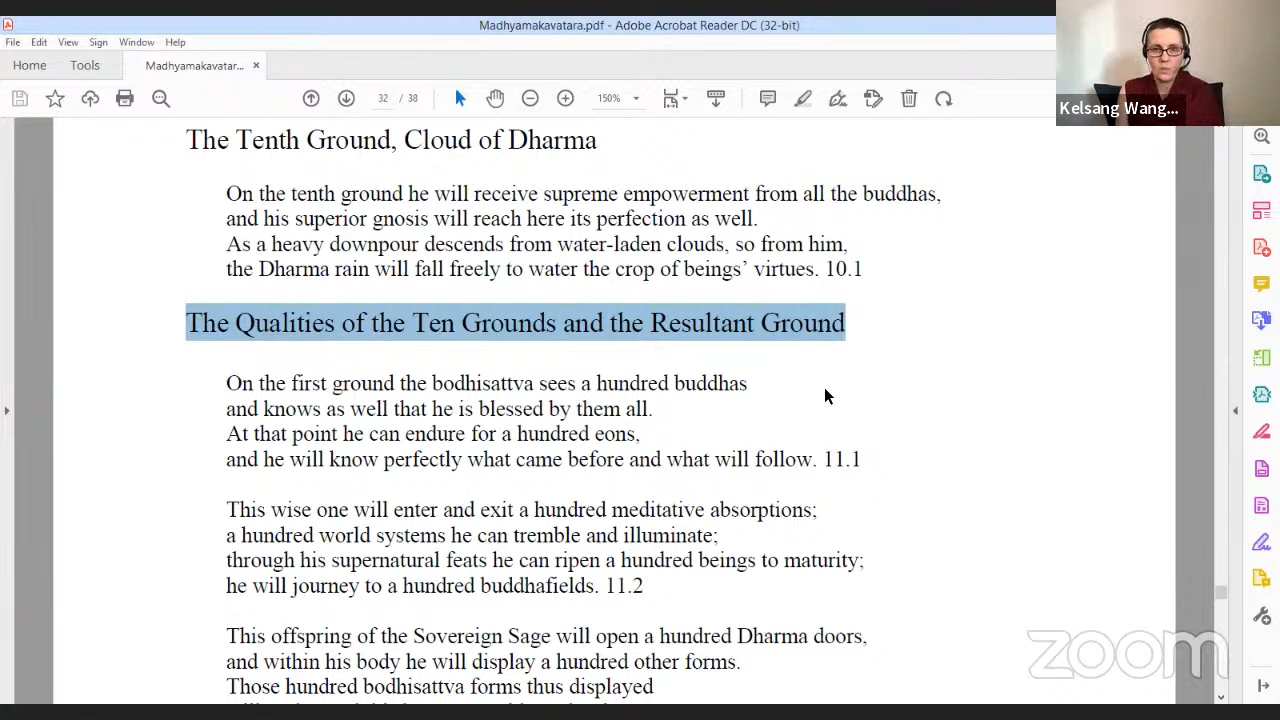 Madhyamakavatara.pdf - Adobe Acrobat Reader DC (32-bit)
File Edit View Sign Window Help
Home Tools Madhyamakavatar... ×
32 / 38 150%
Kelsang Wang...
The Tenth Ground, Cloud of Dharma
On the tenth ground he will receive supreme empowerment from all the buddhas,
and his superior gnosis will reach here its perfection as well.
As a heavy downpour descends from water-laden clouds, so from him,
the Dharma rain will fall freely to water the crop of beings’ virtues. 10.1
The Qualities of the Ten Grounds and the Resultant Ground
On the first ground the bodhisattva sees a hundred buddhas
and knows as well that he is blessed by them all.
At that point he can endure for a hundred eons,
and he will know perfectly what came before and what will follow. 11.1
This wise one will enter and exit a hundred meditative absorptions;
a hundred world systems he can tremble and illuminate;
through his supernatural feats he can ripen a hundred beings to maturity;
he will journey to a hundred buddhafields. 11.2
This offspring of the Sovereign Sage will open a hundred Dharma doors,
and within his body he will display a hundred other forms.
Those hundred bodhisattva forms thus displayed
zoom